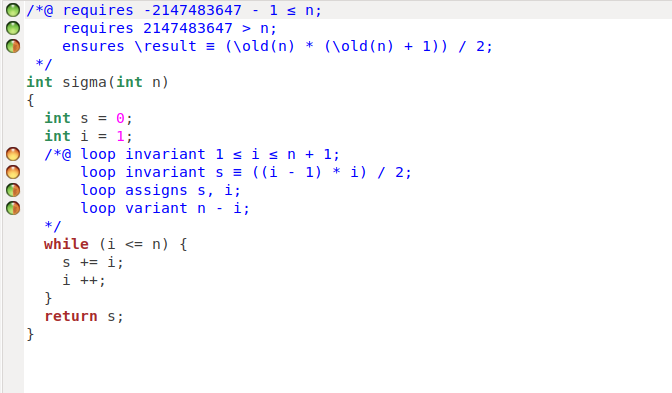 /*@ requires -2147483647 - 1 ≤ n;
requires 2147483647 > n;
ensures \result ≡ (\old(n) * (\old(n) + 1)) / 2;
*/
int sigma(int n)
{
int s = 0;
int i = 1;
/*@ loop invariant 1 ≤ i ≤ n + 1;
loop invariant s ≡ ((i - 1) * i) / 2;
loop assigns s, i;
loop variant n - i;
*/
while (i <= n) {
s += i;
i ++;
}
return s;
}